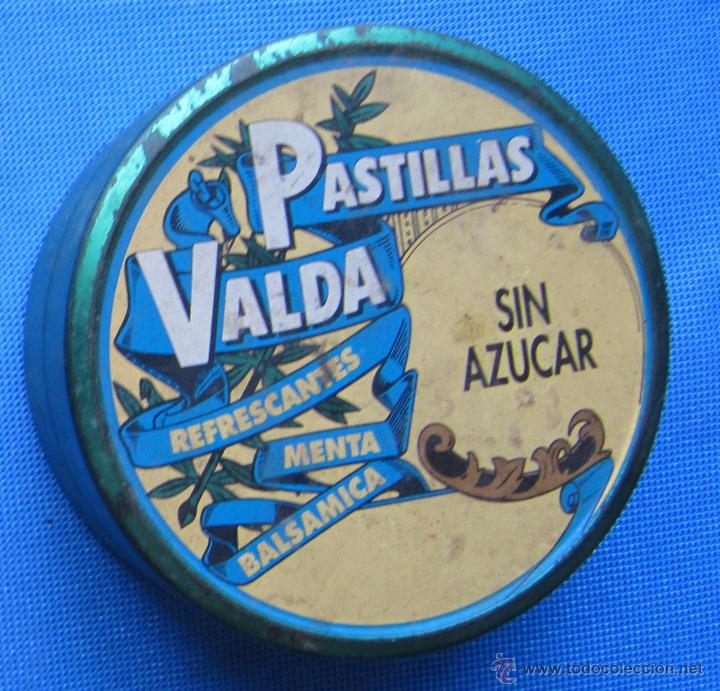 PASTILLAS
VALDA
REFRESCANTES
MENTA
BALSAMICA
SIN
AZUCAR
© www.todocoleccion.net